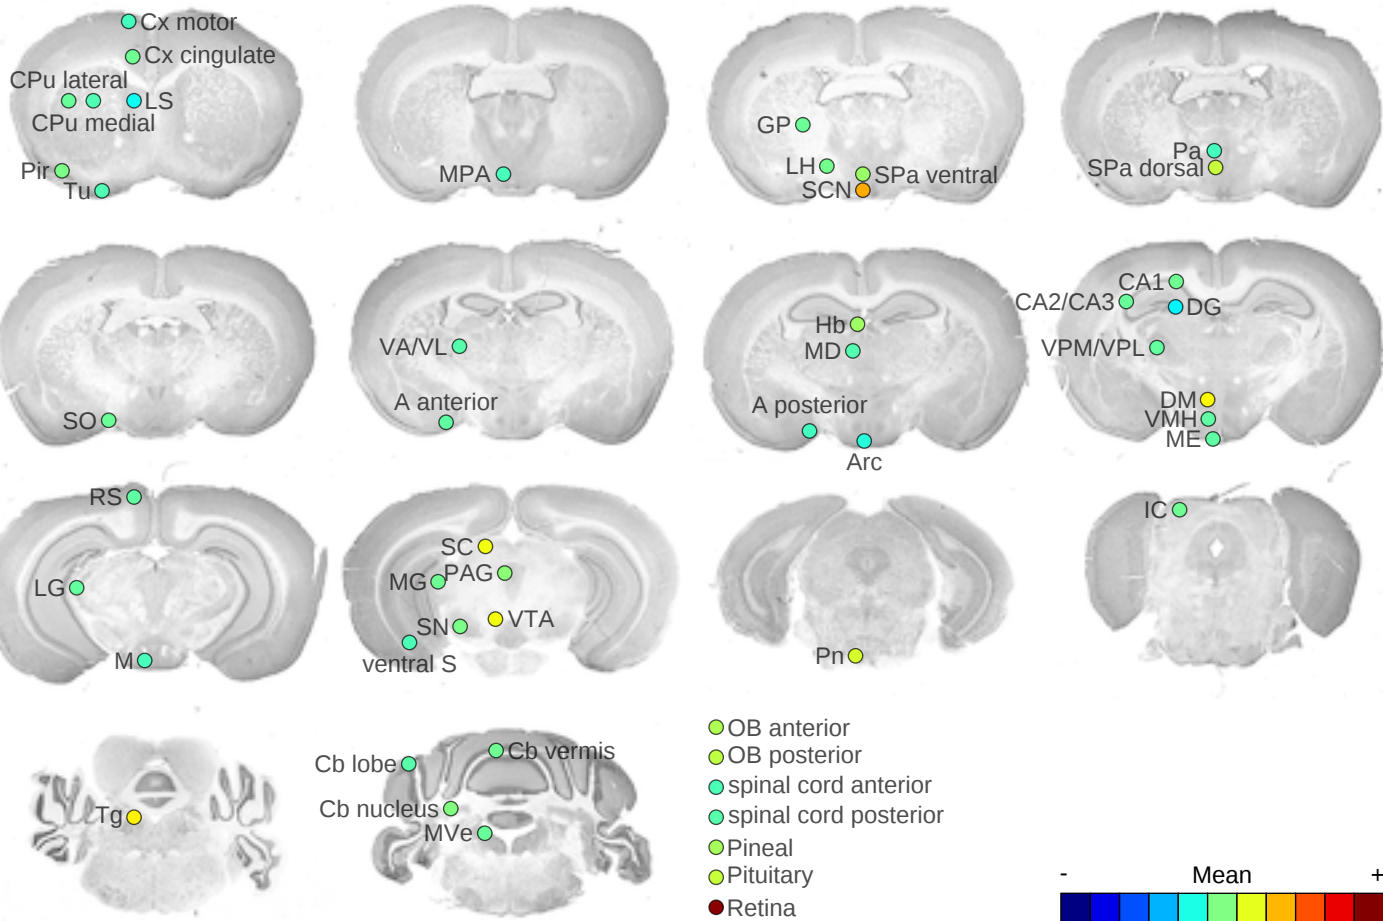 Cx motor
Cx cingulate
CPu lateral
LS
CPu medial
Pir
Tu
MPA
GP
LH
SPa ventral
SCN
Pa
SPa dorsal
SO
VA/VL
A anterior
Hb
MD
A posterior
Arc
CA1
CA2/CA3
DG
VPM/VPL
DM
VMH
ME
RS
LG
M
SC
PAG
MG
VTA
SN
ventral S
Pn
IC
Tg
Cb vermis
Cb lobe
Cb nucleus
MVe
OB anterior
OB posterior
spinal cord anterior
spinal cord posterior
Pineal
Pituitary
Retina
- Mean +